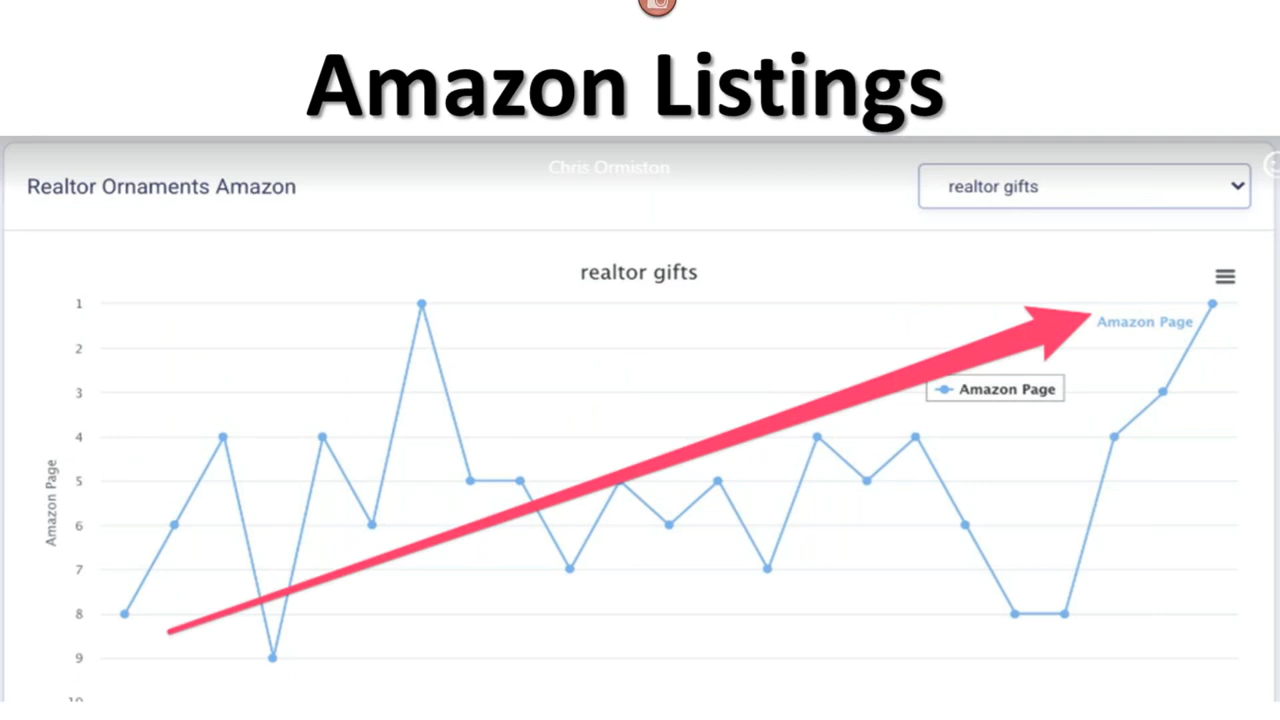 Amazon Listings
Chris Ormiston
Realtor Ornaments Amazon
realtor gifts
realtor gifts
1
Amazon Page
2
3
Amazon Page
4
5
Amazon Page
6
7
8
9